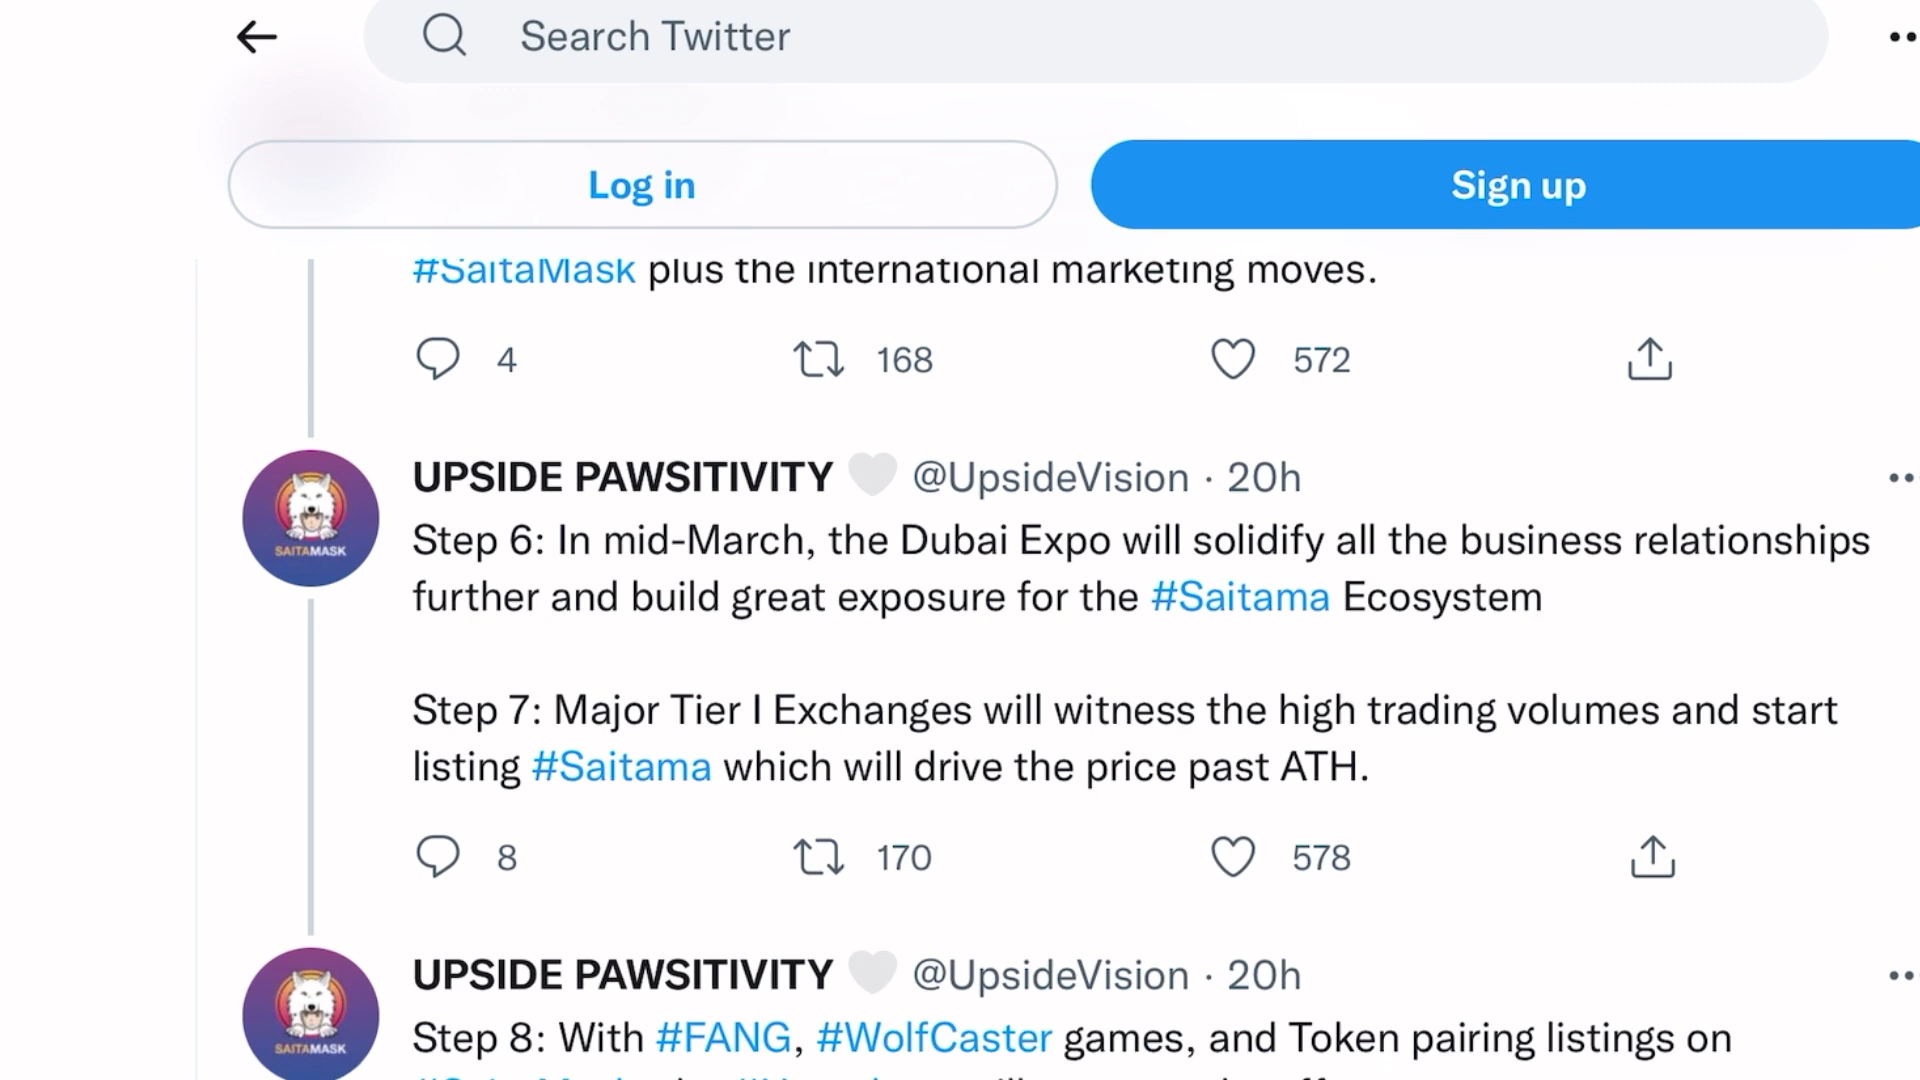 Search Twitter
Log in
Sign up
#SaitaMask plus the international marketing moves.
4 168 572
UPSIDE PAWSITIVITY 🤍 @UpsideVision · 20h
SAITAMASK
Step 6: In mid-March, the Dubai Expo will solidify all the business relationships
further and build great exposure for the #Saitama Ecosystem
Step 7: Major Tier I Exchanges will witness the high trading volumes and start
listing #Saitama which will drive the price past ATH.
8 170 578
UPSIDE PAWSITIVITY 🤍 @UpsideVision · 20h
SAITAMASK
Step 8: With #FANG, #WolfCaster games, and Token pairing listings on